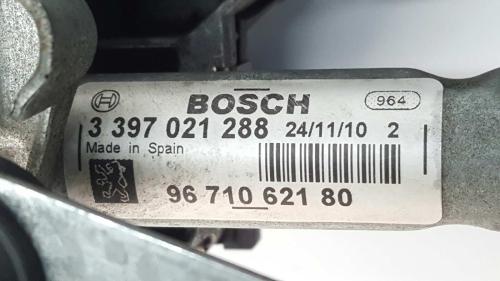 BOSCH 964
3 397 021 288 24/11/10 2
Made in Spain
96 710 621 80